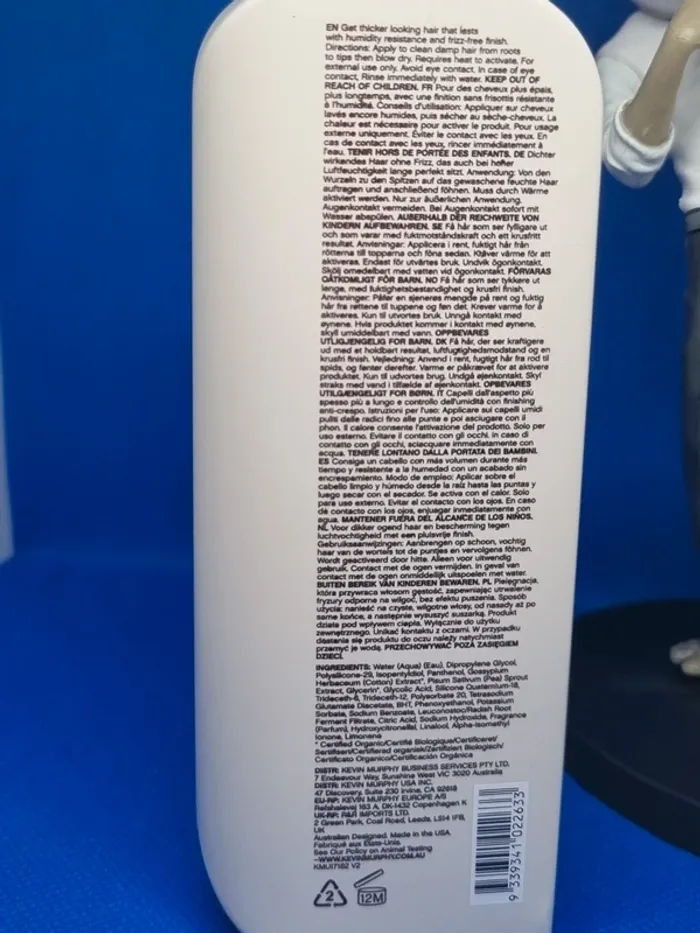 EN Get thicker looking hair that lasts
with humidity resistance and frizz-free finish.
Directions: Apply to clean damp hair from roots
to tips then blow dry. Requires heat to activate. For
external use only. Avoid eye contact. In case of eye
contact, Rinse immediately with water. KEEP OUT OF
REACH OF CHILDREN. FR Pour des cheveux plus épais,
plus longtemps, avec une finition sans frisottis résistante
à l'humidité. Conseils d'utilisation: Appliquer sur cheveux
lavés encore humides, puis sécher au sèche-cheveux. La
chaleur est nécessaire pour activer le produit. Pour usage
externe uniquement. Éviter le contact avec les yeux. En
cas de contact avec les yeux, rincer immédiatement à
l'eau. TENIR HORS DE PORTÉE DES ENFANTS. DE Dichter
wirkendes Haar ohne Frizz, das auch bei hoher
Luftfeuchtigkeit lange perfekt sitzt. Anwendung: Von den
Wurzeln zu den Spitzen auf das gewaschene feuchte Haar
auftragen und anschließend föhnen. Muss durch Wärme
aktiviert werden. Nur zur äußerlichen Anwendung.
Augenkontakt vermeiden. Bei Augenkontakt sofort mit
Wasser abspülen. AUßERHALB DER REICHWEITE VON
KINDERN AUFBEWAHREN. SE Få hår som ser fylligare ut
och som varar med fuktmotståndskraft och ett krusfritt
resultat. Anvisningar: Applicera i rent, fuktigt hår från
rötterna till topparna och föna sedan. Kräver värme för att
aktiveras. Endast för utvärtes bruk. Undvik ögonkontakt.
Skölj omedelbart med vatten vid ögonkontakt. FÖRVARAS
OÅTKOMLIGT FÖR BARN. NO Få hår som ser tykkere ut
lenge, med fuktighetsbestandighet og krusfri finish.
Anvisninger: Påfør en sjenerøs mengde på rent og fuktig
hår fra røttene til tuppene og føn det. Krever varme for å
aktiveres. Kun til utvortes bruk. Unngå kontakt med
øynene. Hvis produktet kommer i kontakt med øynene,
skyll umiddelbart med vann. OPPBEVARES
UTILGJENGELIG FOR BARN. DK Få hår, der ser kraftigere
ud med et holdbart resultat, luftfugtighedsmodstand og en
krusfri finish. Vejledning: Anvend i rent, fugtigt hår fra rod til
spids, og fønter derefter. Varme er påkrævet for at aktivere
produktet. Kun til udvortes brug. Undgå øjenkontakt. Skyl
straks med vand i tilfælde af øjenkontakt. OPBEVARES
UTILGÆNGELIGT FOR BØRN. IT Capelli dall'aspetto più
spesso più a lungo e controllo dell'umidità con finishing
anti-crespo. Istruzioni per l'uso: Applicare sui capelli umidi
puliti dalle radici fino alle punte e poi asciugare con il
phon. Il calore consente l'attivazione del prodotto. Solo per
uso esterno. Evitare il contatto con gli occhi. In caso di
contatto con gli occhi, sciacquare immediatamente con
acqua. TENERE LONTANO DALLA PORTATA DEI BAMBINI.
ES Consiga un cabello con más volumen durante más
tiempo y resistente a la humedad con un acabado sin
encrespamiento. Modo de empleo: Aplicar sobre el
cabello limpio y húmedo desde la raíz hasta las puntas y
luego secar con el secador. Se activa con el calor. Solo
para use externo. Evitar el contacto con los ojos. En caso
de contacto con los ojos, enjuagar inmediatamente con
agua. MANTENER FUERA DEL ALCANCE DE LOS NIÑOS.
NL Voor dikker ogend haar en bescherming tegen
luchtvochtigheid met een pluisvrije finish.
Gebruiksaanwijzingen: Aanbrengen op schoon, vochtig
haar van de wortels tot de puntjes en vervolgens föhnen.
Wordt geactiveerd door hitte. Alleen voor uitwendig
gebruik. Contact met de ogen vermijden. In geval van
contact met de ogen onmiddellijk uitspoelen met water.
BUITEN BEREIK VAN KINDEREN BEWAREN. PL Pielęgnacja,
która przywraca włosom gęstość, zapewniając utrwalenie
fryzury odporne na wilgoć, bez efektu puszenia. Sposób
użycia: nanieść na czyste, wilgotne włosy, od nasady aż po
same końce, a następnie wysuszyć suszarką. Produkt
działa pod wpływem ciepła. Wyłącznie do użytku
zewnętrznego. Unikać kontaktu z oczami. W przypadku
dostania się produktu do oczu należy natychmiast
przemyć je wodą. PRZECHOWYWAĆ POZA ZASIĘGIEM
DZIECI.
INGREDIENTS: Water (Aqua) (Eau), Dipropylene Glycol,
Polysilicone-29, Isopentyldiol, Panthenol, Gossypium
Herbaceum (Cotton) Extract*, Pisum Sativum (Pea) Sprout
Extract, Glycerin*, Glycolic Acid, Silicone Quaternium-18,
Trideceth-6, Trideceth-12, Polysorbate 20, Tetrasodium
Glutamate Diacetate, BHT, Phenoxyethanol, Potassium
Sorbate, Sodium Benzoate, Leuconostoc/Radish Root
Ferment Filtrate, Citric Acid, Sodium Hydroxide, Fragrance
(Parfum), Hydroxycitronellal, Linalool, Alpha-Isomethyl
Ionone, Limonene
* Certified Organic/Certifié Biologique/Certificeret/
Sertifisert/Certifierad organisk/Zertifiziert Biologisch/
Certificato Organico/Certificación Orgánica
DISTR: KEVIN MURPHY BUSINESS SERVICES PTY LTD.
7 Endeavour Way, Sunshine West VIC 3020 Australia
DISTR: KEVIN MURPHY USA INC.
47 Discovery, Suite 230 Irvine, CA 92618
EU-RP: KEVIN MURPHY EUROPE A/S
Refshalevej 163 A, DK-1432 Copenhagen K
UK-RP: R&R IMPORTS LTD.
2 Green Park, Coal Road, Leeds, LS14 1FB,
UK
Australian Designed. Made in the USA.
Fabriqué aux États-Unis.
See Our Policy on Animal Testing
–WWW.KEVINMURPHY.COM.AU
KMU17182 V2
2
12M
9 339341 022633